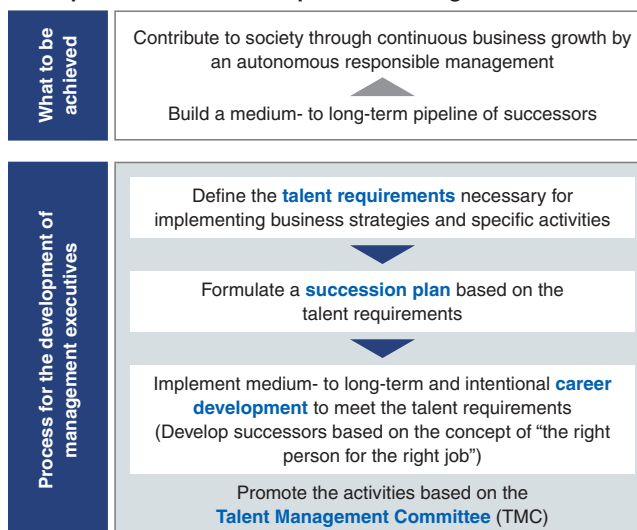 What to be
achieved
Contribute to society through continuous business growth by
an autonomous responsible management
Build a medium- to long-term pipeline of successors
Process for the development of
management executives
Define the talent requirements necessary for
implementing business strategies and specific activities
Formulate a succession plan based on the
talent requirements
Implement medium- to long-term and intentional career
development to meet the talent requirements
(Develop successors based on the concept of “the right
person for the right job”)
Promote the activities based on the
Talent Management Committee (TMC)